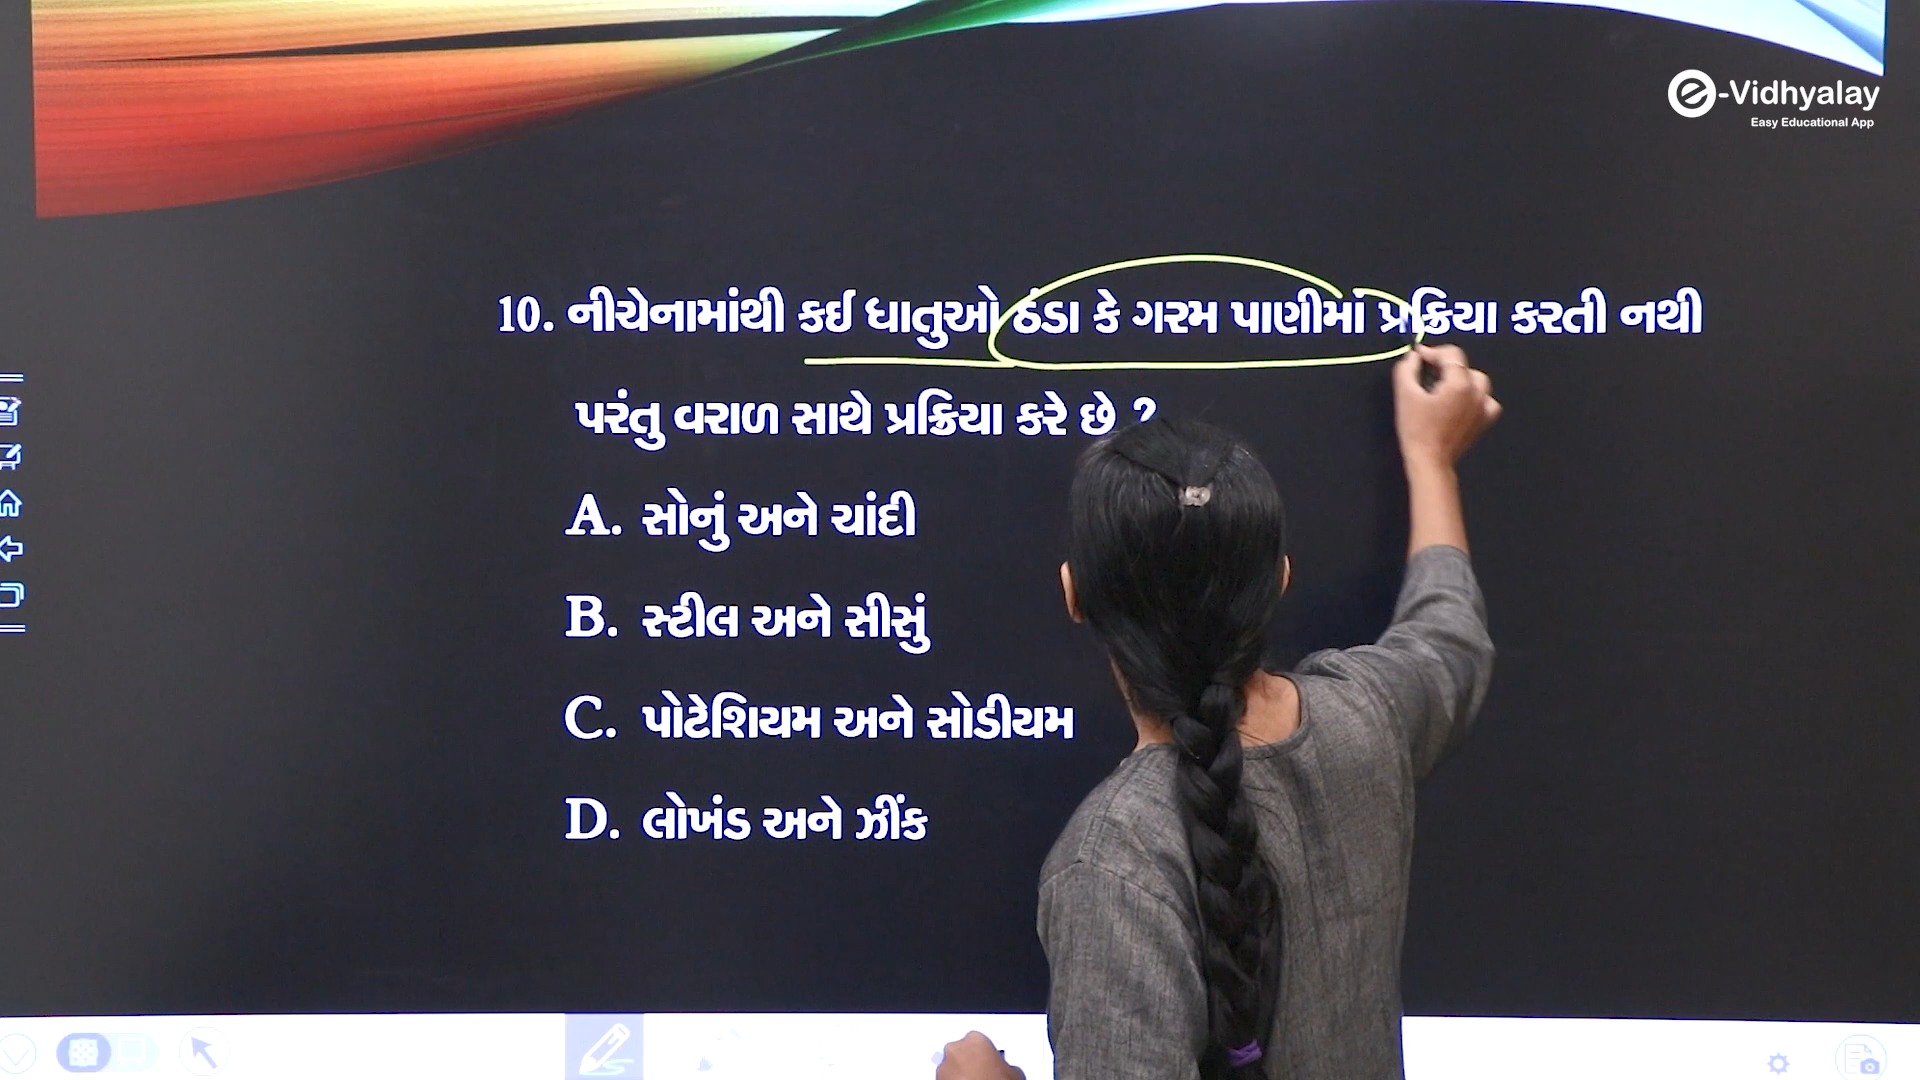 e-Vidhyalay
Easy Educational App
10. નીચેનામાંથી કઈ ધાતુઓ ઠંડા કે ગરમ પાણીમાં પ્રક્રિયા કરતી નથી
પરંતુ વરાળ સાથે પ્રક્રિયા કરે છે ?
A. સોનું અને ચાંદી
B. સ્ટીલ અને સીસું
C. પોટેશિયમ અને સોડીયમ
D. લોખંડ અને ઝીંક